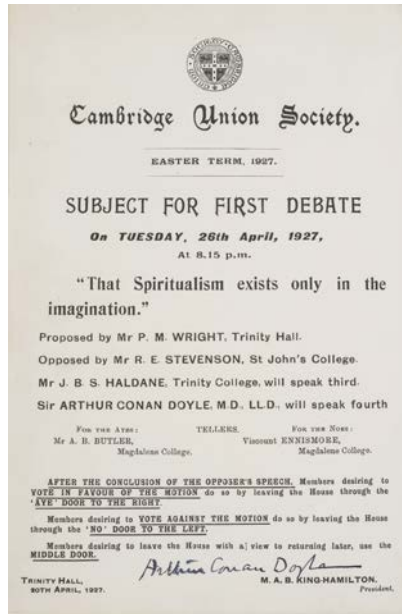 Cambridge Union Society.
EASTER TERM, 1927.
SUBJECT FOR FIRST DEBATE
On TUESDAY, 26th April, 1927,
At 8.15 p.m.
"That Spiritualism exists only in the
imagination."
Proposed by Mr P. M. WRIGHT, Trinity Hall.
Opposed by Mr R. E. STEVENSON, St John's College.
Mr J. B. S. HALDANE, Trinity College, will speak third.
Sir ARTHUR CONAN DOYLE, M.D., LL.D., will speak fourth
For the Ayes: TELLERS. For the Noes:
Mr A. B. BUTLER, Viscount ENNISMORE,
Magdalene College. Magdalene College.
AFTER THE CONCLUSION OF THE OPPOSER'S SPEECH, Members desiring to
VOTE IN FAVOUR OF THE MOTION do so by leaving the House through the
'AYE' DOOR TO THE RIGHT.
Members desiring to VOTE AGAINST THE MOTION do so by leaving the House
through the 'NO' DOOR TO THE LEFT.
Members desiring to leave the House with a view to returning later, use the
MIDDLE DOOR.
Arthur Conan Doyle
TRINITY HALL, M. A. B. KING-HAMILTON.
20TH APRIL, 1927. President.